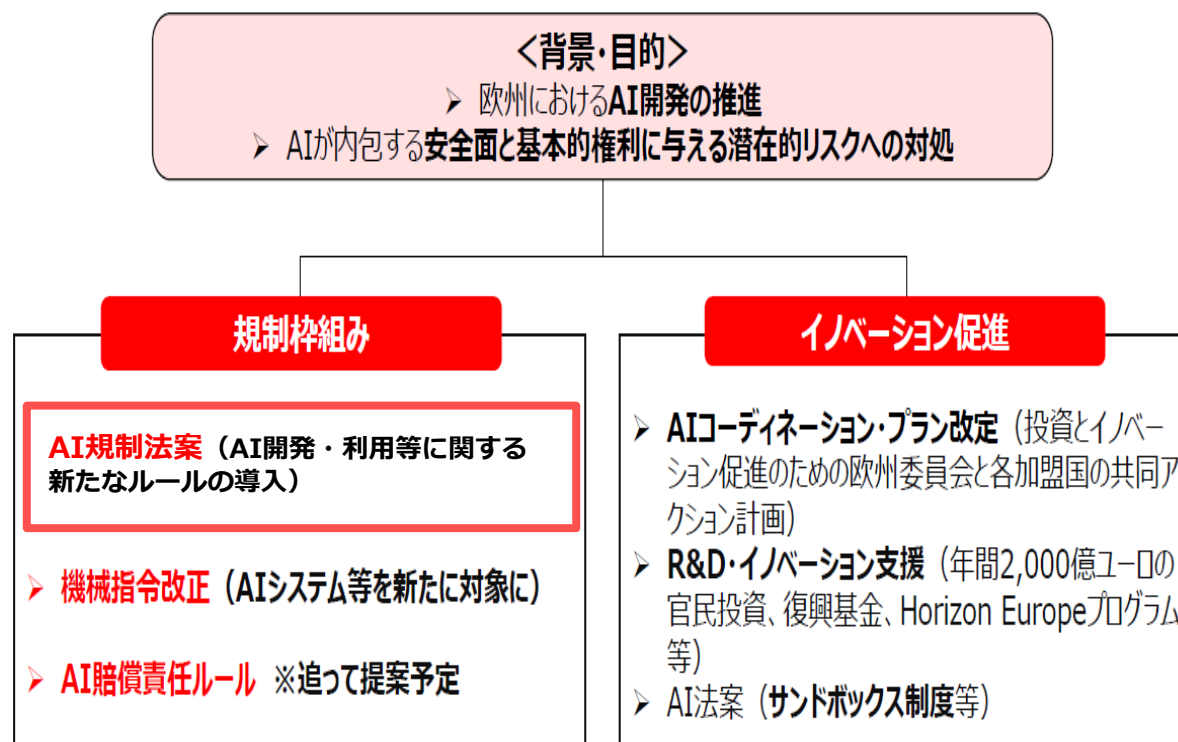 ＜背景・目的＞
➢ 欧州におけるAI開発の推進
➢ AIが内包する安全面と基本的権利に与える潜在的リスクへの対処
規制枠組み
AI規制法案（AI開発・利用等に関する
新たなルールの導入）
➢ 機械指令改正（AIシステム等を新たに対象に）
➢ AI賠償責任ルール ※追って提案予定
イノベーション促進
➢ AIコーディネーション・プラン改定（投資とイノベー
ション促進のための欧州委員会と各加盟国の共同ア
クション計画）
➢ R&D・イノベーション支援（年間2,000億ユーロの
官民投資、復興基金、Horizon Europeプログラム
等）
➢ AI法案（サンドボックス制度等）